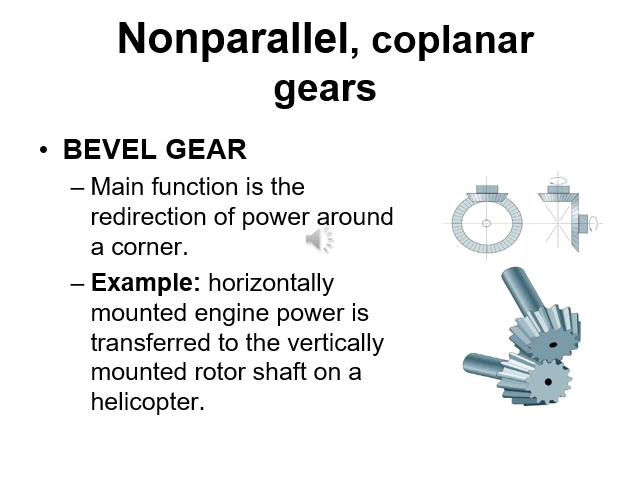 Nonparallel, coplanar
gears
• BEVEL GEAR
– Main function is the
redirection of power around
a corner.
– Example: horizontally
mounted engine power is
transferred to the vertically
mounted rotor shaft on a
helicopter.